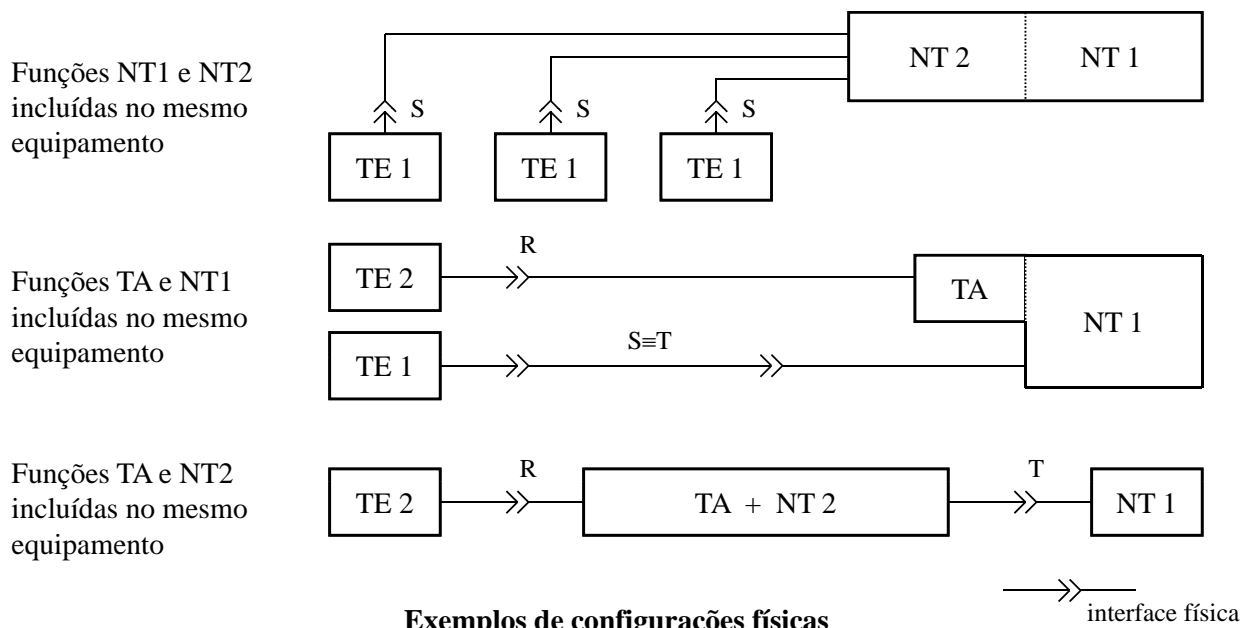 Funções NT1 e NT2
incluídas no mesmo
equipamento
NT 2
NT 1
S
S
S
TE 1
TE 1
TE 1
Funções TA e NT1
incluídas no mesmo
equipamento
TE 2
R
TA
NT 1
TE 1
S≡T
Funções TA e NT2
incluídas no mesmo
equipamento
TE 2
R
TA + NT 2
T
NT 1
interface física
Exemplos de configurações físicas